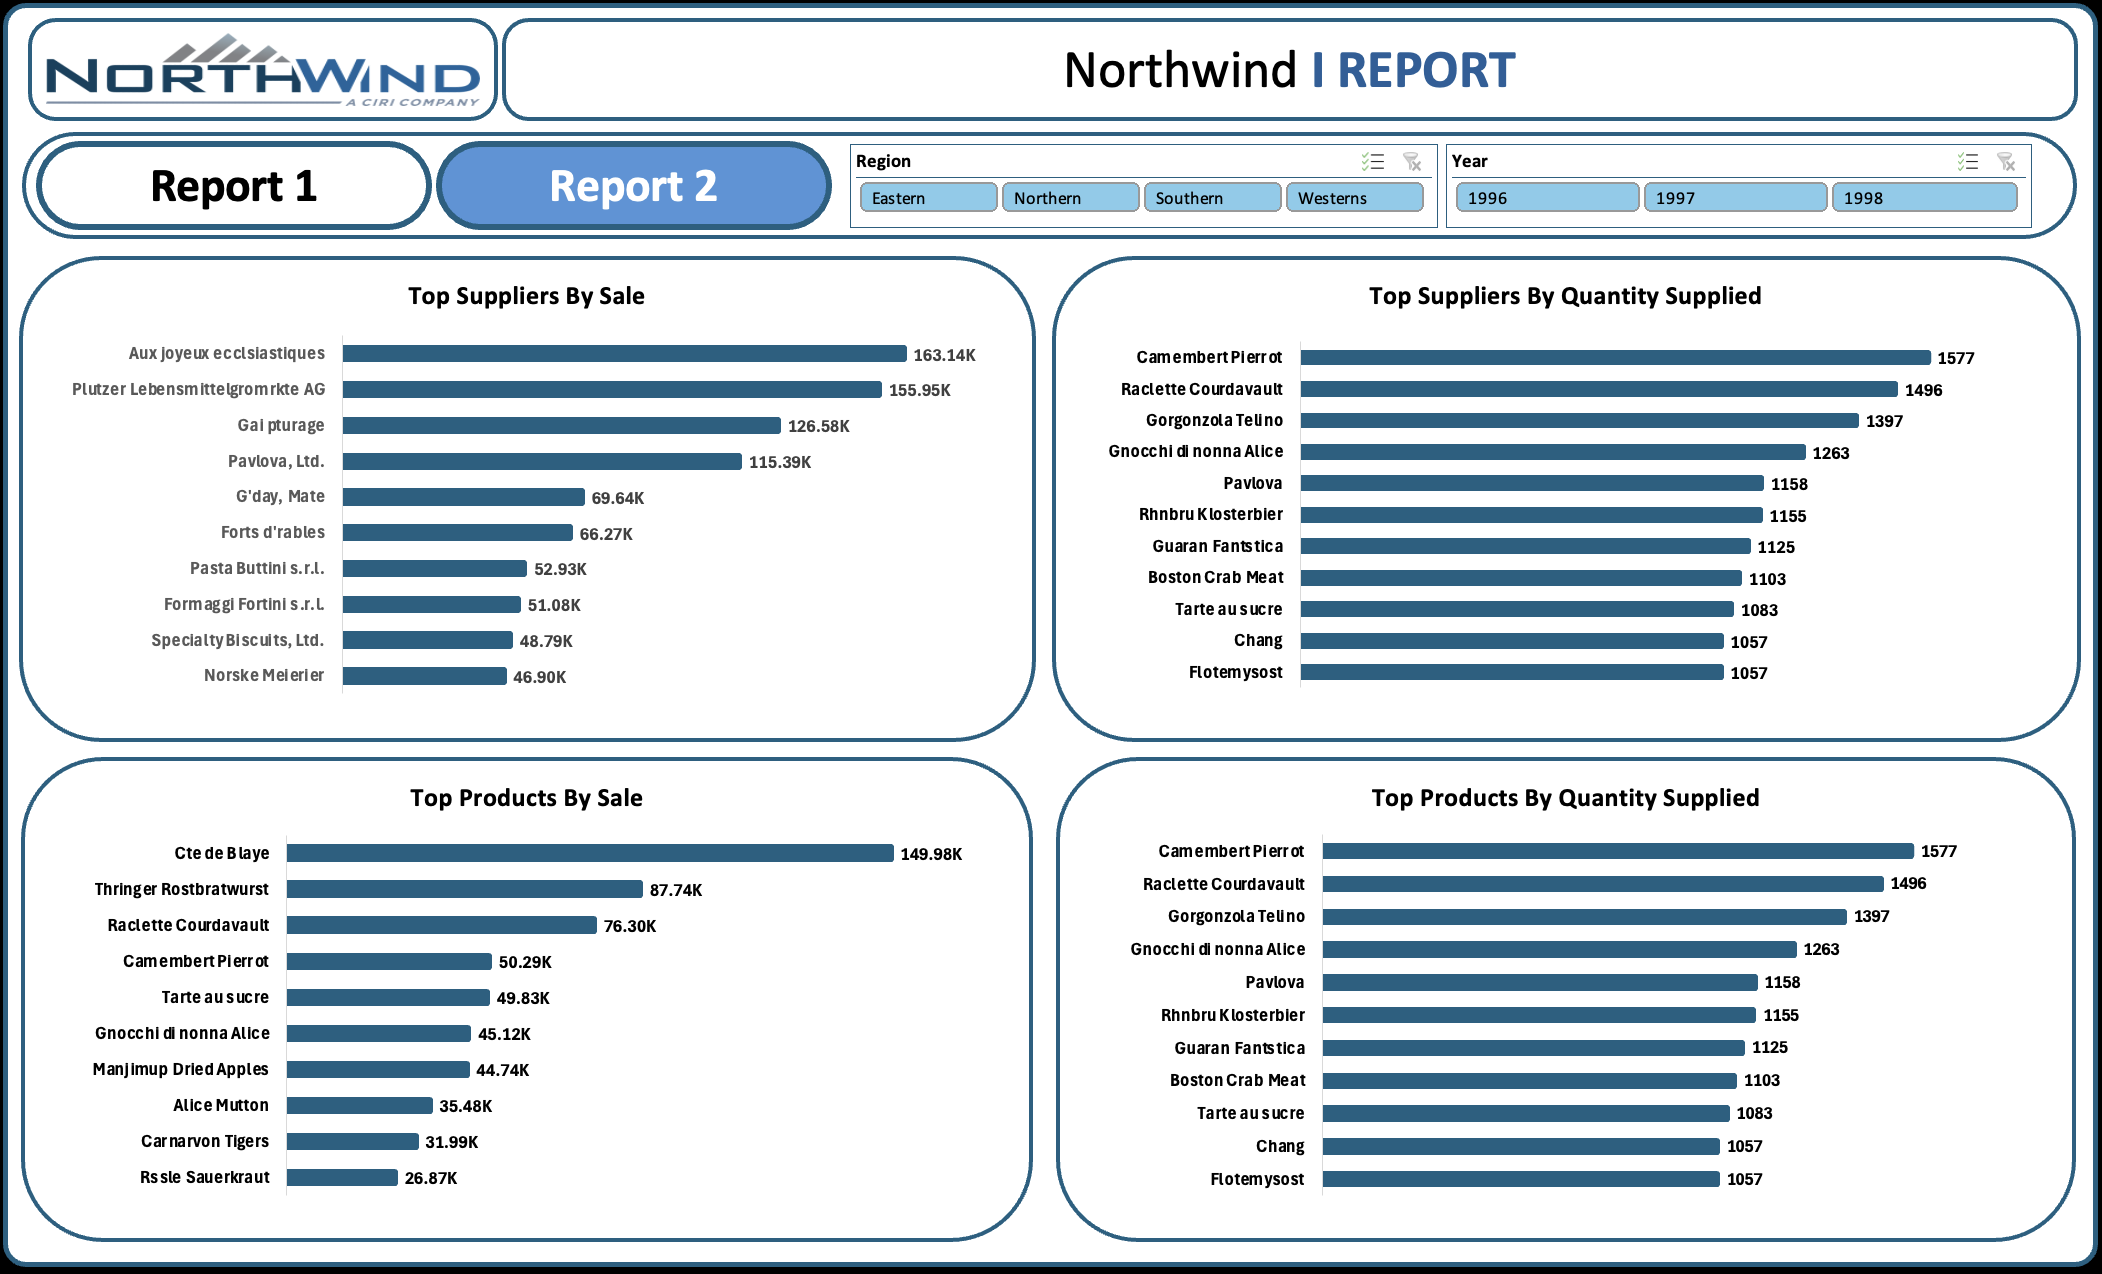 NORTHWIND
A CIRI COMPANY
Northwind I REPORT
Report 1
Report 2
Region
Eastern Northern Southern Westerns
Year
1996 1997 1998
Top Suppliers By Sale
Aux joyeux ecclsiastiques 163.14K
Plutzer Lebensmittelgromrkte AG 155.95K
Gai pturage 126.58K
Pavlova, Ltd. 115.39K
G'day, Mate 69.64K
Forts d'rables 66.27K
Pasta Buttini s.r.l. 52.93K
Formaggi Fortini s.r.l. 51.08K
Specialty Biscuits, Ltd. 48.79K
Norske Meierier 46.90K
Top Suppliers By Quantity Supplied
Camembert Pierrot 1577
Raclette Courdavault 1496
Gorgonzola Telino 1397
Gnocchi di nonna Alice 1263
Pavlova 1158
Rhnbru Klosterbier 1155
Guaran Fantstica 1125
Boston Crab Meat 1103
Tarte au sucre 1083
Chang 1057
Flotemysost 1057
Top Products By Sale
Cte de Blaye 149.98K
Thringer Rostbratwurst 87.74K
Raclette Courdavault 76.30K
Camembert Pierrot 50.29K
Tarte au sucre 49.83K
Gnocchi di nonna Alice 45.12K
Manjimup Dried Apples 44.74K
Alice Mutton 35.48K
Carnarvon Tigers 31.99K
Rssle Sauerkraut 26.87K
Top Products By Quantity Supplied
Camembert Pierrot 1577
Raclette Courdavault 1496
Gorgonzola Telino 1397
Gnocchi di nonna Alice 1263
Pavlova 1158
Rhnbru Klosterbier 1155
Guaran Fantstica 1125
Boston Crab Meat 1103
Tarte au sucre 1083
Chang 1057
Flotemysost 1057